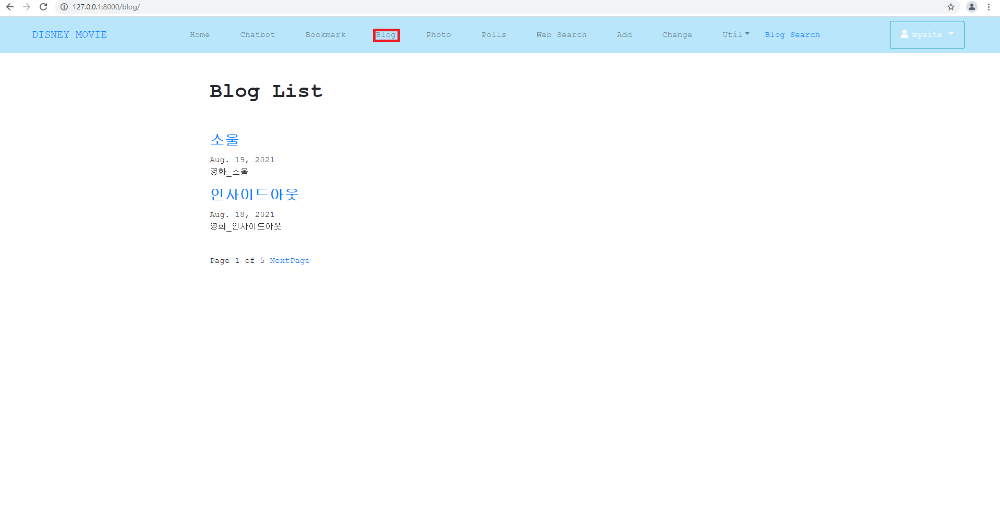 127.0.0.1:8000/blog/
DISNEY MOVIE Home Chatbot Bookmark Blog Photo Polls Web Search Add Change Util Blog Search mysite
Blog List
소울
Aug. 19, 2021
영화_소울
인사이드아웃
Aug. 18, 2021
영화_인사이드아웃
Page 1 of 5 NextPage